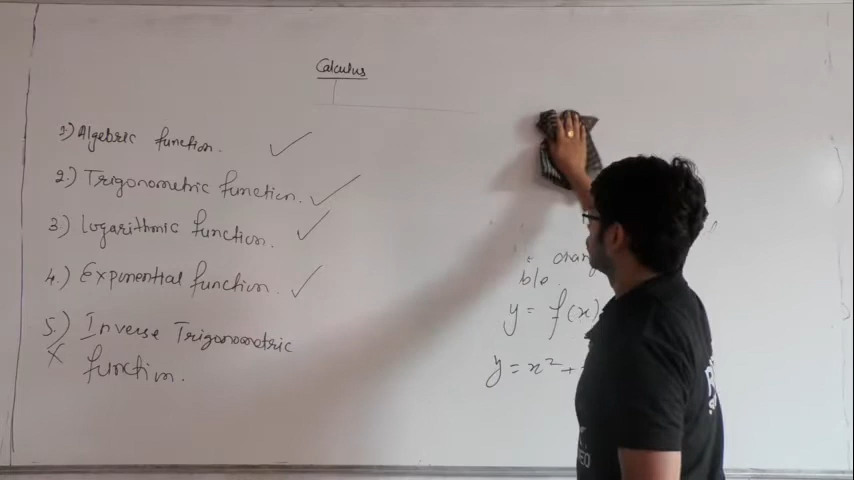 Calculus
1.) Algebric function.
2.) Trigonometric function.
3) Logarithmic function.
4.) Exponential function.
5.) Inverse Trigonometric
function.
ble.
y = f(x)
y = x² +